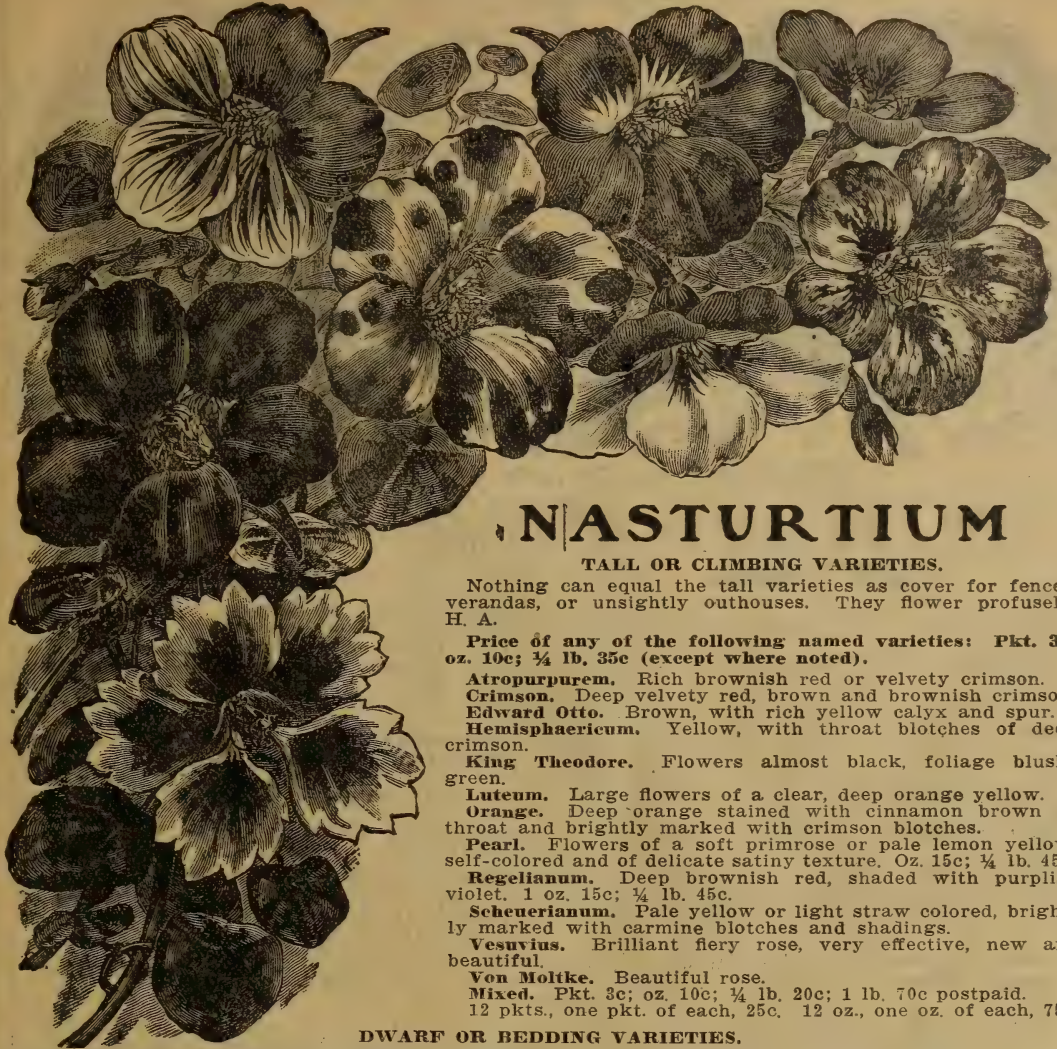 NASTURTIUM
TALL OR CLIMBING VARIETIES.
Nothing can equal the tall varieties as cover for fence
verandas, or unsightly outhouses. They flower profusel
H. A.
Price of any of the following named varieties: Pkt. 3
oz. 10c; ¼ lb. 35c (except where noted).
Atropurpurem. Rich brownish red or velvety crimson.
Crimson. Deep velvety red, brown and brownish crimso
Edward Otto. Brown, with rich yellow calyx and spur.
Hemisphaericum. Yellow, with throat blotches of de
crimson.
King Theodore. Flowers almost black, foliage blus
green.
Luteum. Large flowers of a clear, deep orange yellow.
Orange. Deep orange stained with cinnamon brown
throat and brightly marked with crimson blotches.
Pearl. Flowers of a soft primrose or pale lemon yello
self-colored and of delicate satiny texture. Oz. 15c; ¼ lb. 45
Regelianum. Deep brownish red, shaded with purpli
violet. 1 oz. 15c; ¼ lb. 45c.
Scheuerianum. Pale yellow or light straw colored, brigh
ly marked with carmine blotches and shadings.
Vesuvius. Brilliant fiery rose, very effective, new a
beautiful.
Von Moltke. Beautiful rose.
Mixed. Pkt. 3c; oz. 10c; ¼ lb. 20c; 1 lb. 70c postpaid.
12 pkts., one pkt. of each, 25c. 12 oz., one oz. of each, 7
DWARF OR BEDDING VARIETIES.